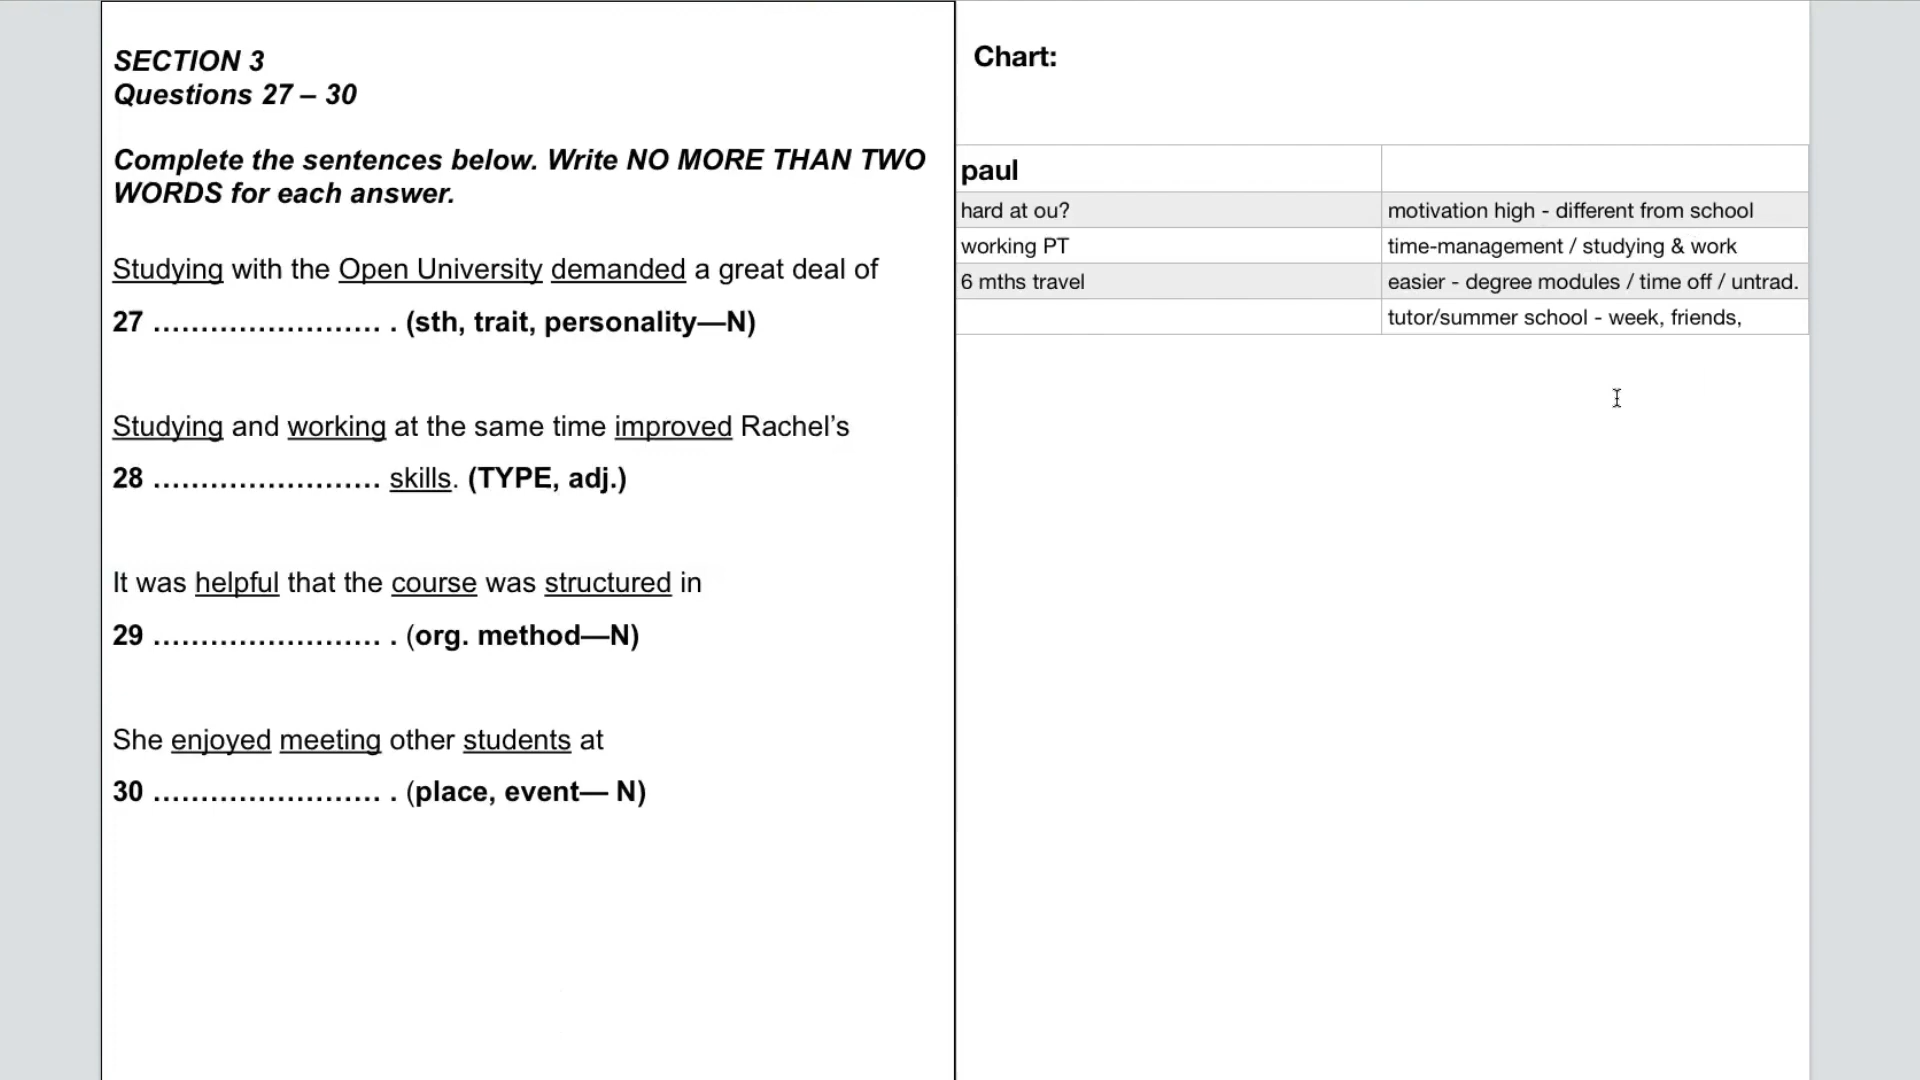 SECTION 3
Questions 27 – 30
Complete the sentences below. Write NO MORE THAN TWO
WORDS for each answer.
Studying with the Open University demanded a great deal of
27 ........................ . (sth, trait, personality—N)
Studying and working at the same time improved Rachel’s
28 ........................ skills. (TYPE, adj.)
It was helpful that the course was structured in
29 ........................ . (org. method—N)
She enjoyed meeting other students at
30 ........................ . (place, event— N)
Chart:
paul
hard at ou? motivation high - different from school
working PT time-management / studying & work
6 mths travel easier - degree modules / time off / untrad.
tutor/summer school - week, friends,